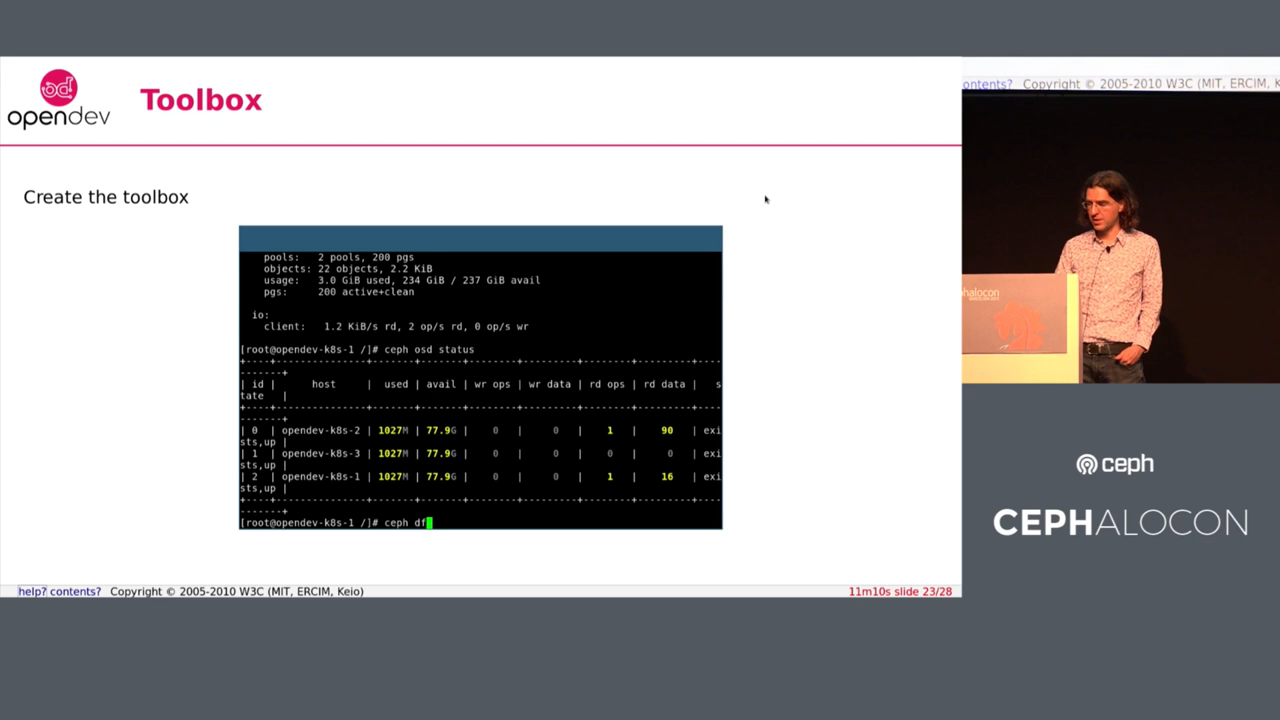 od
opendev
Toolbox
Create the toolbox
pools:   2 pools, 200 pgs
objects: 22 objects, 2.2 KiB
usage:   3.0 GiB used, 234 GiB / 237 GiB avail
pgs:     200 active+clean
io:
client:   1.2 KiB/s rd, 2 op/s rd, 0 op/s wr
[root@opendev-k8s-1 /]# ceph osd status
+----+--------------+-------+-------+--------+---------+--------+---------+---
-------+
| id |     host     |  used | avail | wr ops | wr data | rd ops | rd data |   s
tate   |
+----+--------------+-------+-------+--------+---------+--------+---------+---
-------+
| 0  | opendev-k8s-2 | 1027M | 77.9G |    0   |     0   |    1   |    90   | exi
sts,up |
| 1  | opendev-k8s-3 | 1027M | 77.9G |    0   |     0   |    0   |     0   | exi
sts,up |
| 2  | opendev-k8s-1 | 1027M | 77.9G |    0   |     0   |    1   |    16   | exi
sts,up |
+----+--------------+-------+-------+--------+---------+--------+---------+---
-------+
[root@opendev-k8s-1 /]# ceph df
help? contents? Copyright © 2005-2010 W3C (MIT, ERCIM, Keio)
11m10s slide 23/28
ontents? Copyright © 2005-2010 W3C (MIT, ERCIM, K
phalocon
ceph
CEPHALOCON